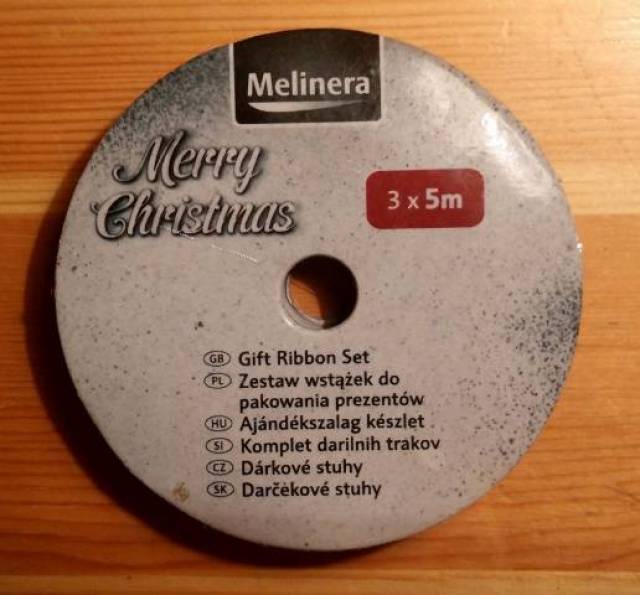 Melinera
Merry
Christmas
3 x 5m
GB Gift Ribbon Set
PL Zestaw wstążek do
pakowania prezentów
HU Ajándékszalag készlet
SI Komplet darilnih trakov
CZ Dárkové stuhy
SK Darčekové stuhy